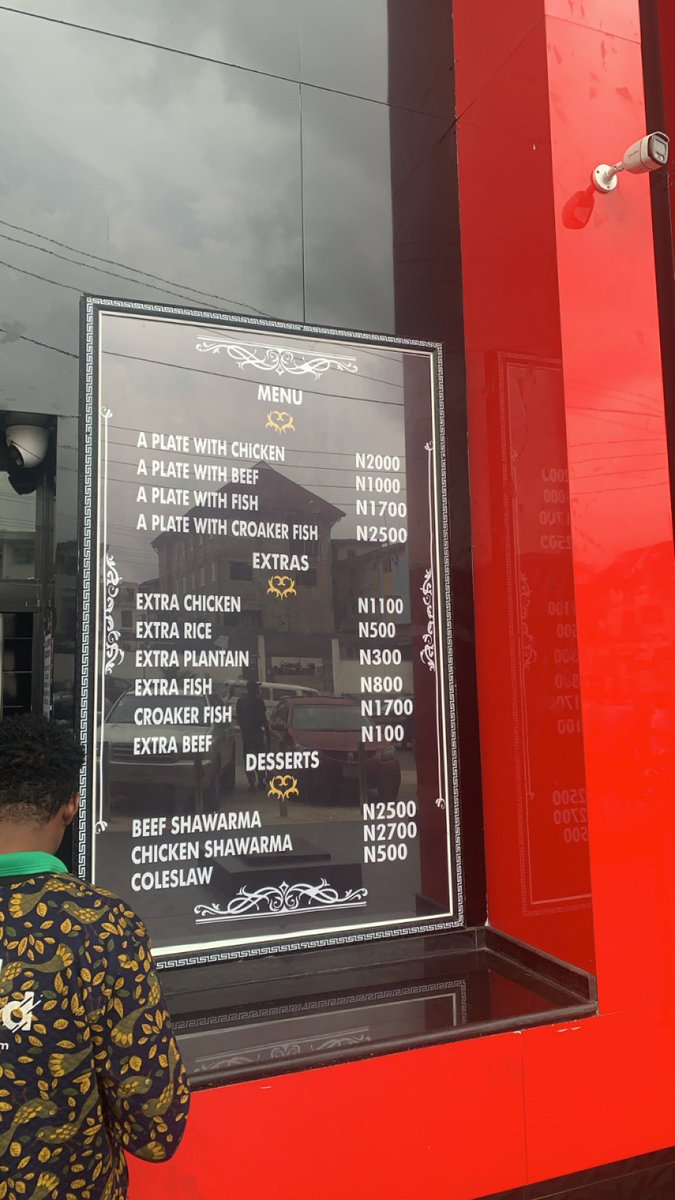 MENU
A PLATE WITH CHICKEN N2000
A PLATE WITH BEEF N1000
A PLATE WITH FISH N1700
A PLATE WITH CROAKER FISH N2500
EXTRAS
EXTRA CHICKEN N1100
EXTRA RICE N500
EXTRA PLANTAIN N300
EXTRA FISH N800
CROAKER FISH N1700
EXTRA BEEF N100
DESSERTS
BEEF SHAWARMA N2500
CHICKEN SHAWARMA N2700
COLESLAW N500